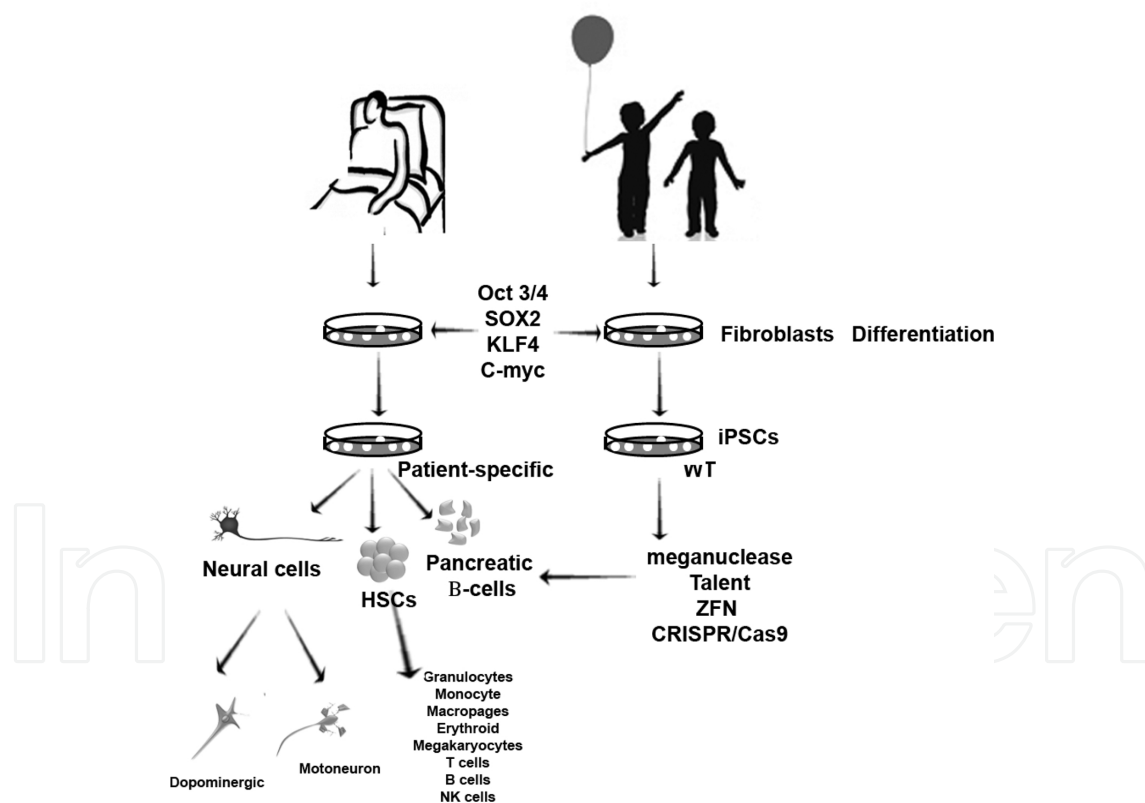 Oct 3/4
SOX2
KLF4
C-myc
Fibroblasts Differentiation
iPSCs
WT
Patient-specific
Neural cells
HSCs
Pancreatic
B-cells
meganuclease
Talent
ZFN
CRISPR/Cas9
Granulocytes
Monocyte
Macropages
Erythroid
Megakaryocytes
T cells
B cells
NK cells
Dopominergic
Motoneuron